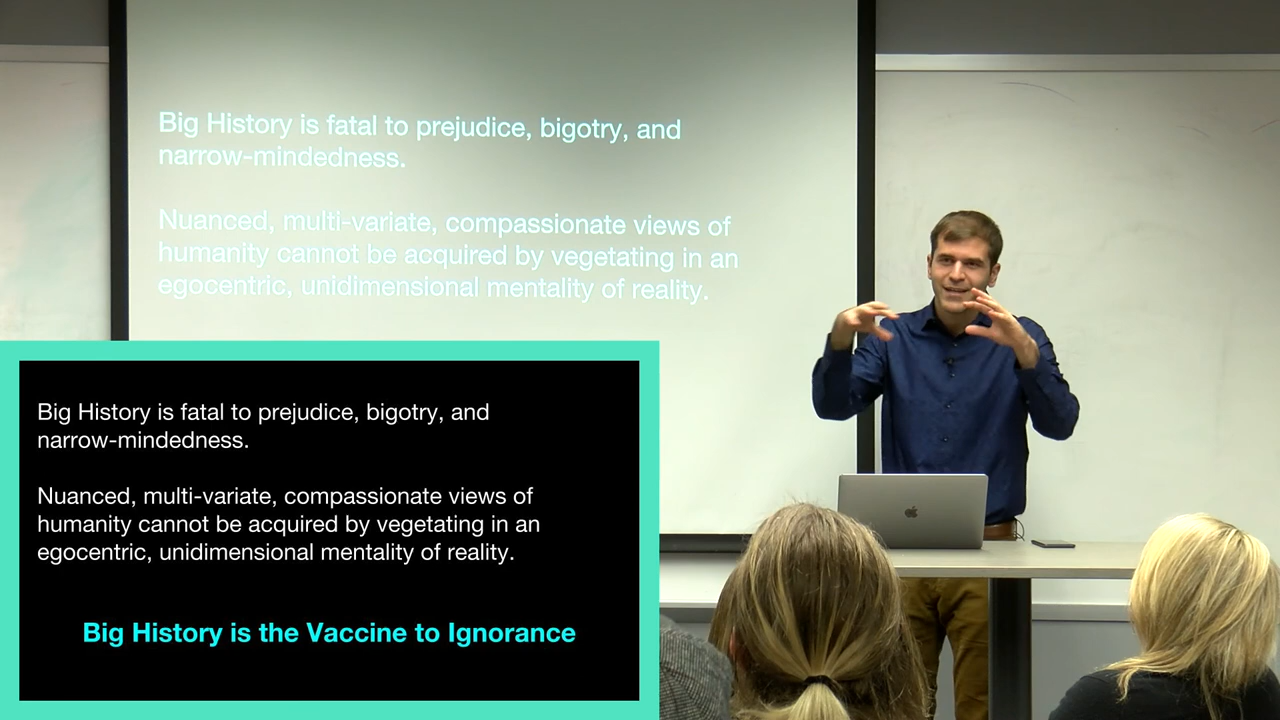 Big History is fatal to prejudice, bigotry, and
narrow-mindedness.
Nuanced, multi-variate, compassionate views of
humanity cannot be acquired by vegetating in an
egocentric, unidimensional mentality of reality.
Big History is fatal to prejudice, bigotry, and
narrow-mindedness.
Nuanced, multi-variate, compassionate views of
humanity cannot be acquired by vegetating in an
egocentric, unidimensional mentality of reality.
Big History is the Vaccine to Ignorance